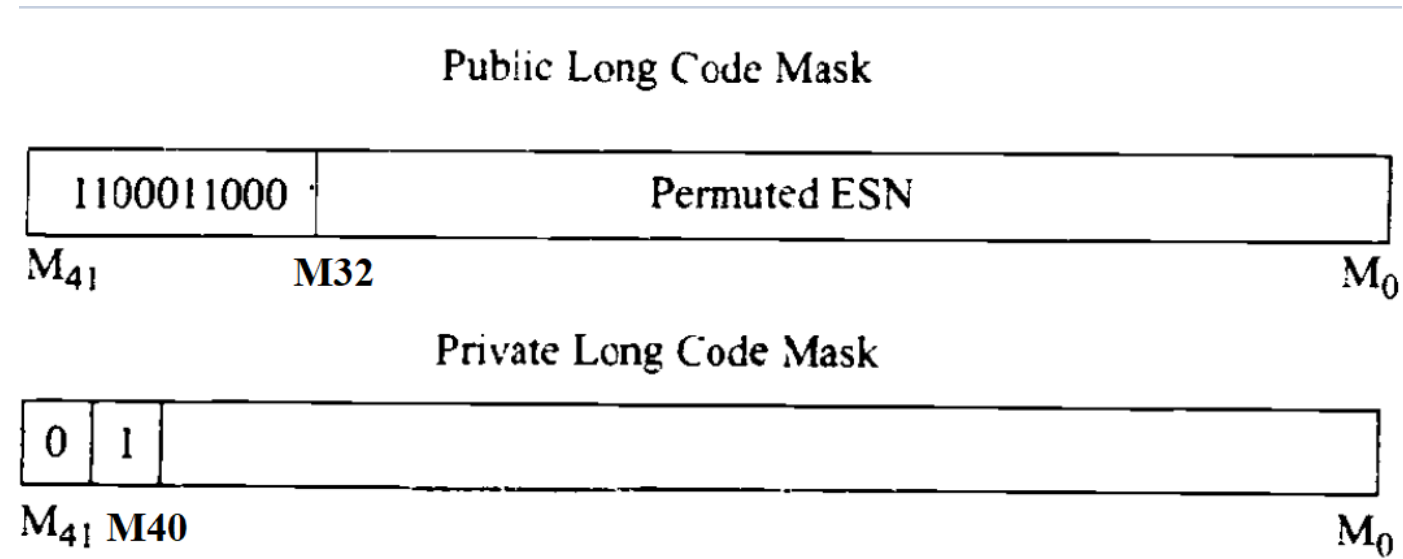 Public Long Code Mask
1100011000 Permuted ESN
M₄₁ M32 M₀
Private Long Code Mask
0 1
M₄₁ M40 M₀